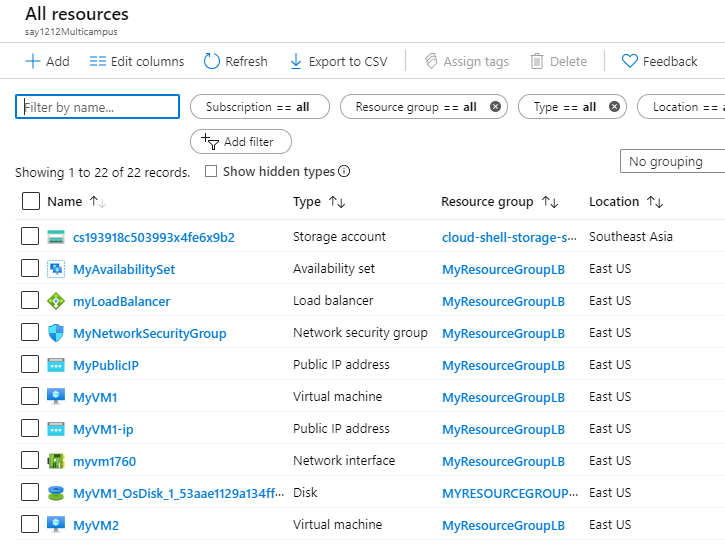 All resources
say1212Multicampus
Add Edit columns Refresh Export to CSV Assign tags Delete Feedback
Filter by name... Subscription == all Resource group == all Type == all Location ==
Add filter
Showing 1 to 22 of 22 records. Show hidden types No grouping
Name Type Resource group Location
cs193918c503993x4fe6x9b2 Storage account cloud-shell-storage-s... Southeast Asia
MyAvailabilitySet Availability set MyResourceGroupLB East US
myLoadBalancer Load balancer MyResourceGroupLB East US
MyNetworkSecurityGroup Network security group MyResourceGroupLB East US
MyPublicIP Public IP address MyResourceGroupLB East US
MyVM1 Virtual machine MyResourceGroupLB East US
MyVM1-ip Public IP address MyResourceGroupLB East US
myvm1760 Network interface MyResourceGroupLB East US
MyVM1_OsDisk_1_53aae1129a134ff... Disk MYRESOURCEGROUP... East US
MyVM2 Virtual machine MyResourceGroupLB East US